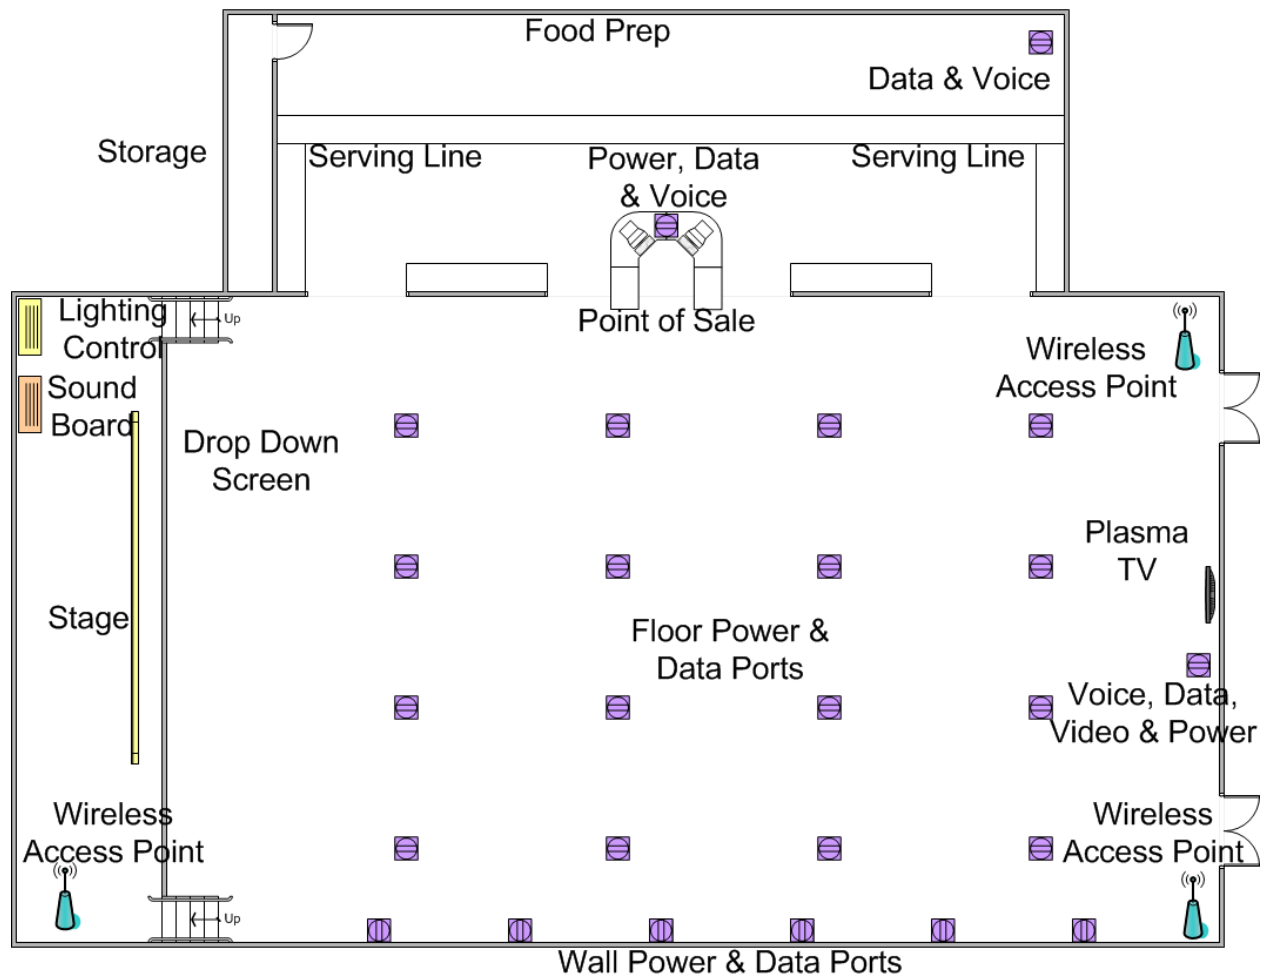 Food Prep
Data & Voice
Storage
Serving Line
Power, Data
& Voice
Serving Line
Lighting
Control
Up
Point of Sale
Wireless
Access Point
Sound
Board
Drop Down
Screen
Plasma
TV
Stage
Floor Power &
Data Ports
Voice, Data,
Video & Power
Wireless
Access Point
Wireless
Access Point
Up
Wall Power & Data Ports